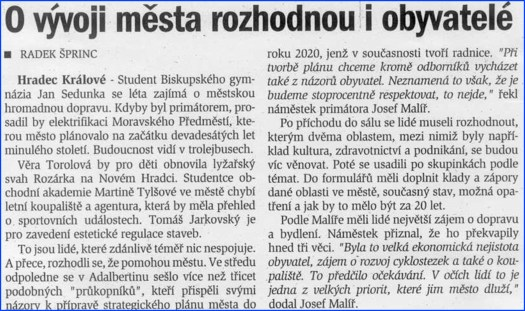 O vývoji města rozhodnou i obyvatelé
■ RADEK ŠPRINC
Hradec Králové - Student Biskupského gym-
názia Jan Sedunka se léta zajímá o městskou
hromadnou dopravu. Kdyby byl primátorem, pro-
sadil by elektrifikaci Moravského Předměstí, kte-
rou město plánovalo na začátku devadesátých let
minulého století. Budoucnost vidí v trolejbusech.
Věra Torolová by pro děti obnovila lyžařský
svah Rozárka na Novém Hradci. Studentce ob-
chodní akademie Martině Tylšové ve městě chybí
letní koupaliště a agentura, která by měla přehled
o sportovních událostech. Tomáš Jarkovský je
pro zavedení estetické regulace staveb.
To jsou lidé, které zdánlivě téměř nic nespojuje.
A přece, rozhodli se, že pomohou městu. Ve středu
odpoledne se v Adalbertinu sešlo více než třicet
podobných "průkopníků", kteří přispěli svými
názory k přípravě strategického plánu města do
roku 2020, jenž v současnosti tvoří radnice. "Při
tvorbě plánu chceme kromě odborníků vycházet
také z názorů obyvatel. Neznamená to však, že je
budeme stoprocentně respektovat, to nejde," řekl
náměstek primátora Josef Malíř.
Po příchodu do sálu se lidé museli rozhodnout,
kterým dvěma oblastem, mezi nimiž byly napří-
klad kultura, zdravotnictví a podnikání, se budou
víc věnovat. Poté se usadili po skupinkách podle
témat. Do formulářů měli doplnit klady a zápory
dané oblasti ve městě, současný stav, možná opat-
ření a jak by to mělo být za 20 let.
Podle Malíře měli lidé největší zájem o dopravu
a bydlení. Náměstek přiznal, že ho překvapily
hned tři věci. "Byla to velká ekonomická nejistota
obyvatel, zájem o rozvoj cyklostezek a také o kou-
paliště. To předčilo očekávání. V očích lidí to je
jedna z velkých priorit, které jim město dluží,"
dodal Josef Malíř.